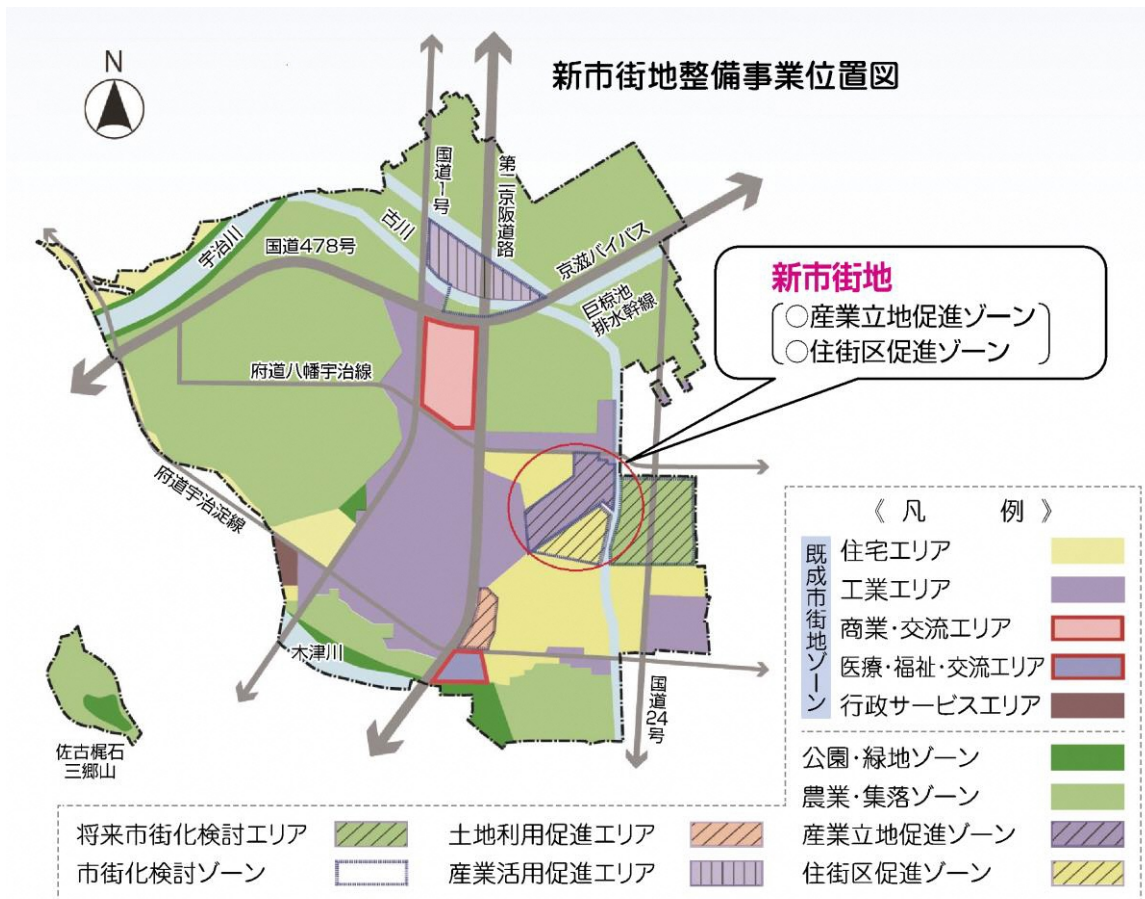 新市街地整備事業位置図
N
国道1号
第二京阪道路
古川
宇治川
国道478号
京滋バイパス
巨椋池
排水幹線
新市街地
○産業立地促進ゾーン
○住街区促進ゾーン
府道八幡宇治線
府道宇治淀線
木津川
国道24号
佐古梶石
三郷山
《凡 例》
既成市街地ゾーン
住宅エリア
工業エリア
商業・交流エリア
医療・福祉・交流エリア
行政サービスエリア
公園・緑地ゾーン
農業・集落ゾーン
将来市街化検討エリア
土地利用促進エリア
産業立地促進ゾーン
市街化検討ゾーン
産業活用促進エリア
住街区促進ゾーン